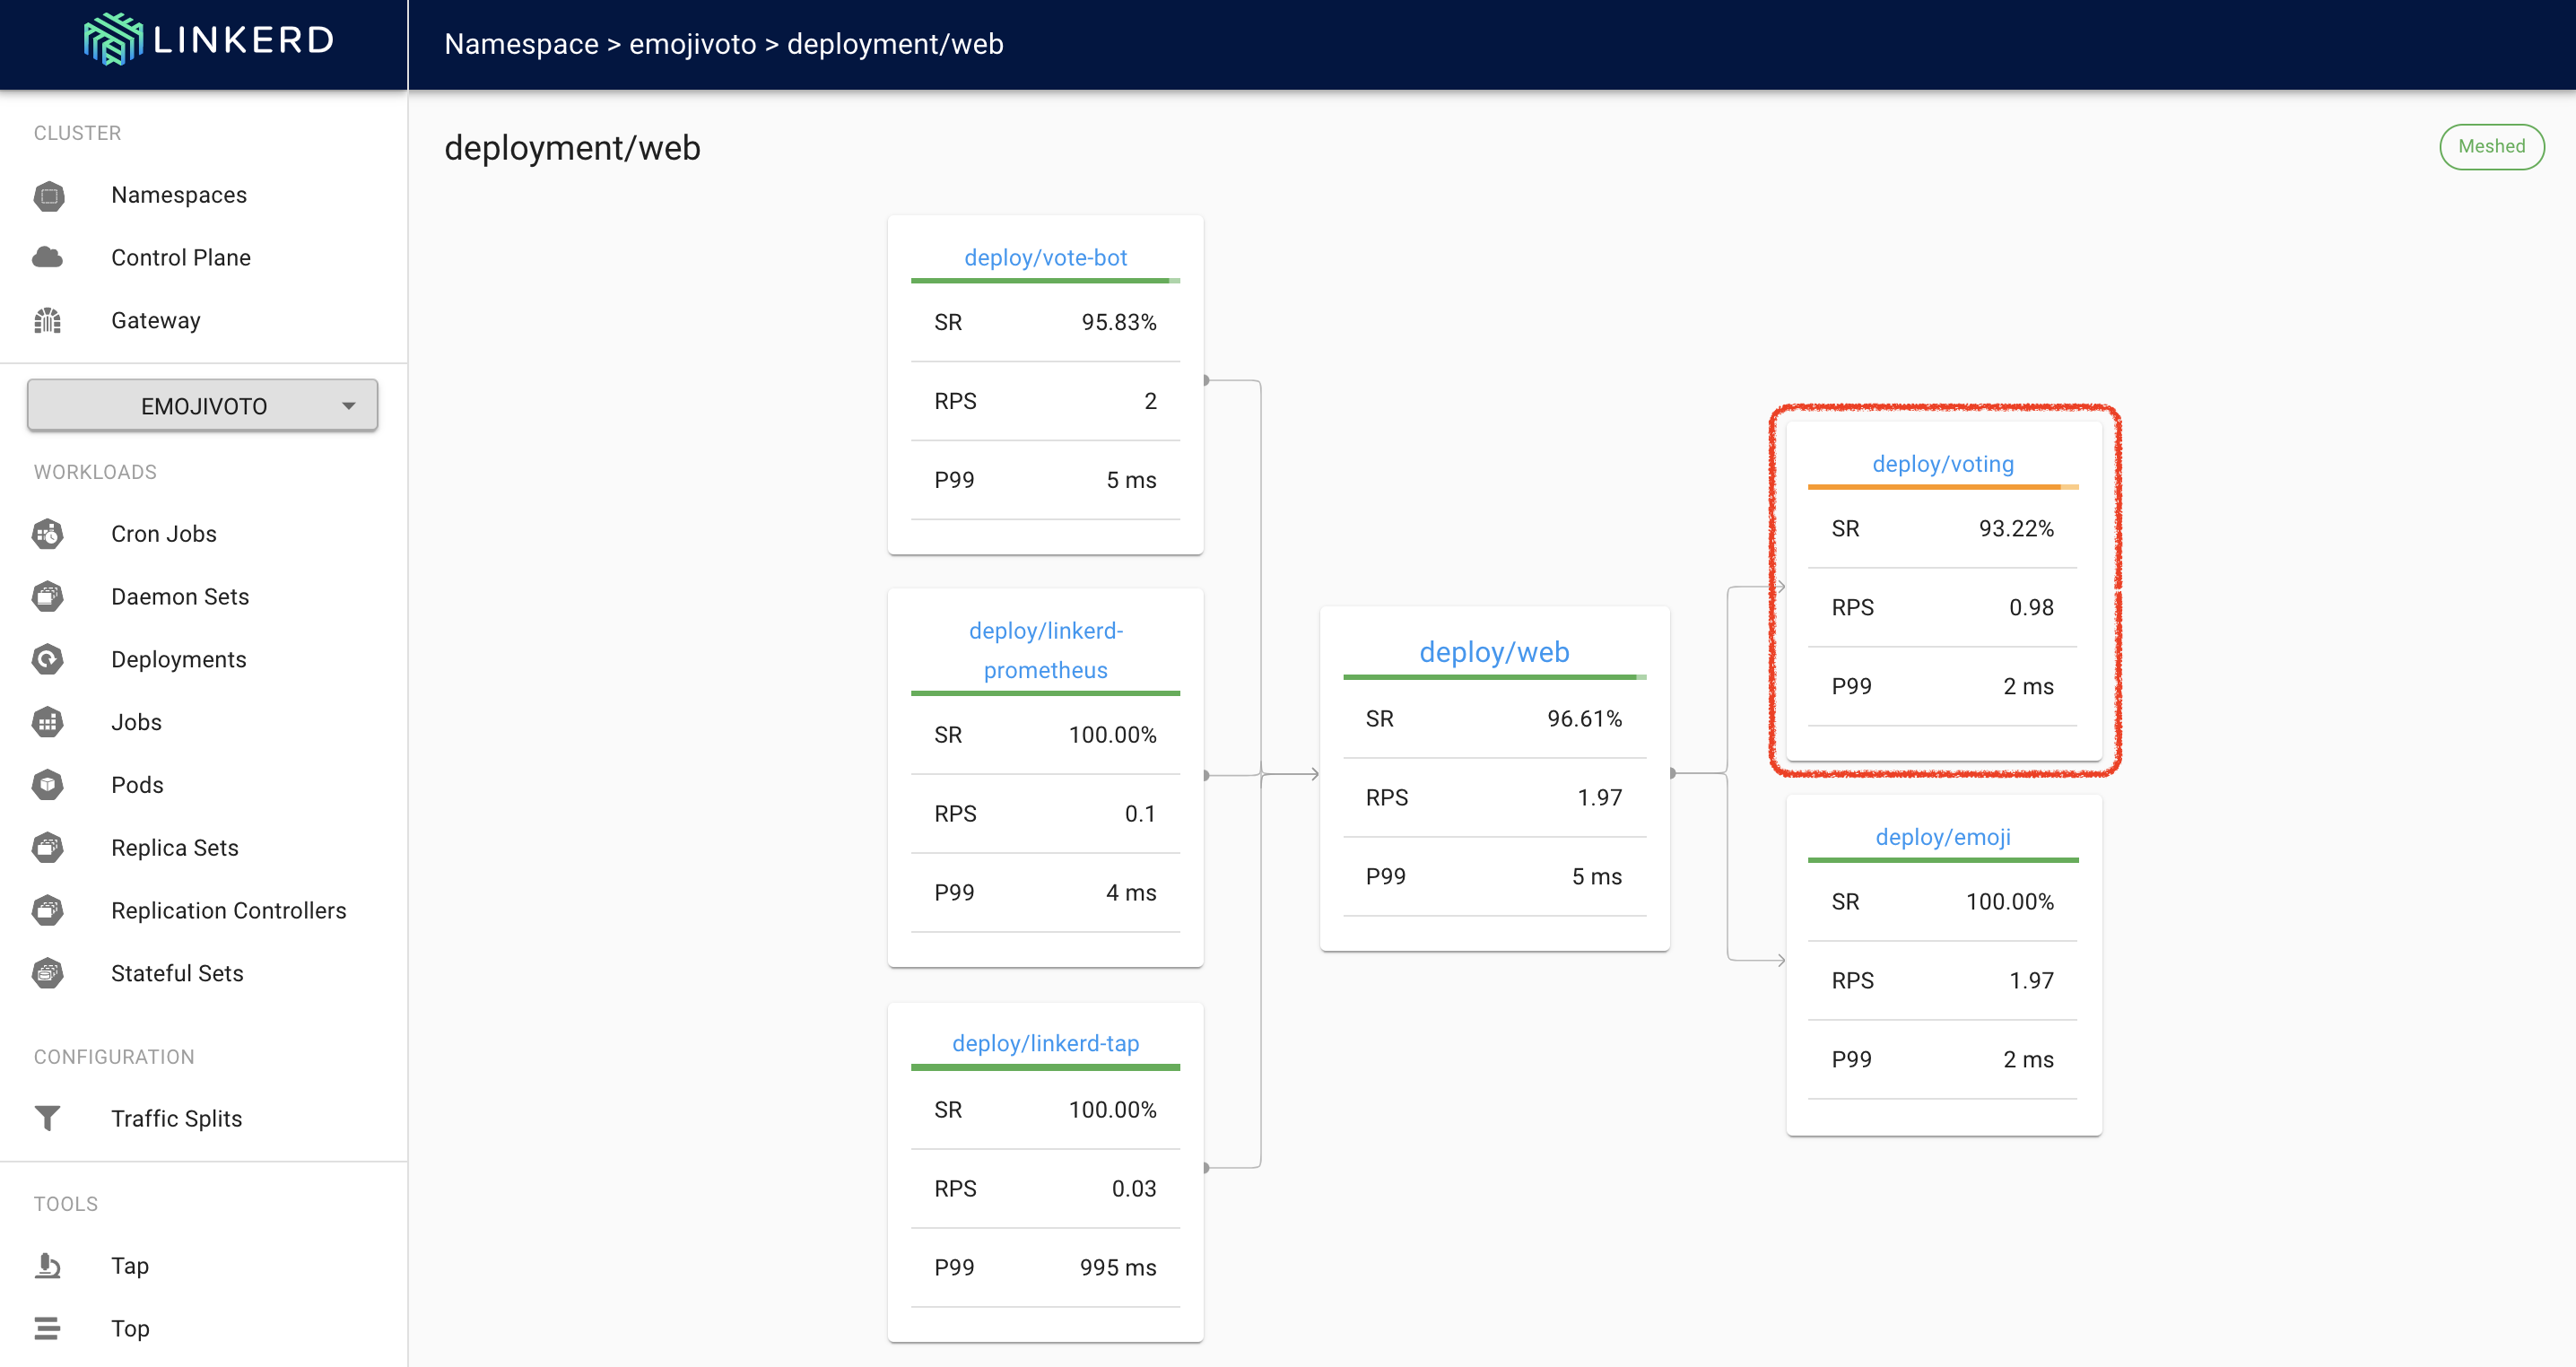 LINKERD
Namespace > emojivoto > deployment/web
CLUSTER
Namespaces
Control Plane
Gateway
EMOJIVOTO
WORKLOADS
Cron Jobs
Daemon Sets
Deployments
Jobs
Pods
Replica Sets
Replication Controllers
Stateful Sets
CONFIGURATION
Traffic Splits
TOOLS
Tap
Top
deployment/web
Meshed
deploy/vote-bot
SR 95.83%
RPS 2
P99 5 ms
deploy/linkerd-
prometheus
SR 100.00%
RPS 0.1
P99 4 ms
deploy/linkerd-tap
SR 100.00%
RPS 0.03
P99 995 ms
deploy/web
SR 96.61%
RPS 1.97
P99 5 ms
deploy/voting
SR 93.22%
RPS 0.98
P99 2 ms
deploy/emoji
SR 100.00%
RPS 1.97
P99 2 ms